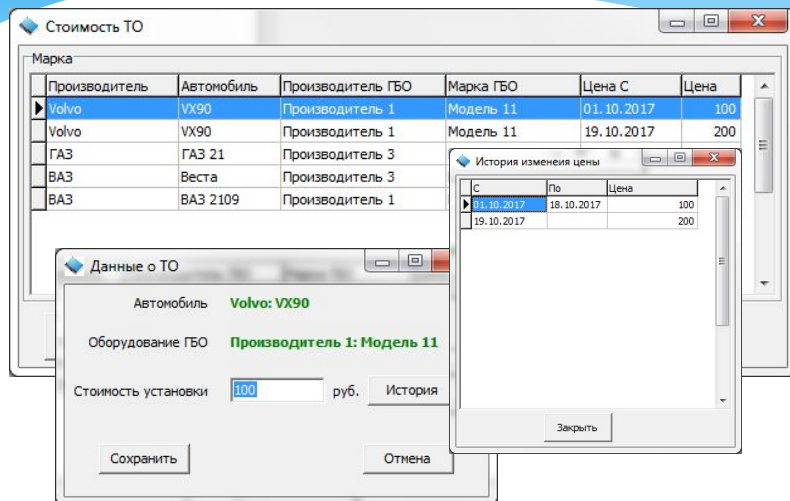 Стоимость ТО
Марка
Производитель Автомобиль Производитель ГБО Марка ГБО Цена С Цена
Volvo VX90 Производитель 1 Модель 11 01.10.2017 100
Volvo VX90 Производитель 1 Модель 11 19.10.2017 200
ГАЗ ГАЗ 21 Производитель 3
ВАЗ Веста Производитель 3
ВАЗ ВАЗ 2109 Производитель 1
История изменеия цены
С По Цена
01.10.2017 18.10.2017 100
19.10.2017 200
Закрыть
Данные о ТО
Автомобиль Volvo: VX90
Оборудование ГБО Производитель 1: Модель 11
Стоимость установки 100 руб. История
Сохранить Отмена